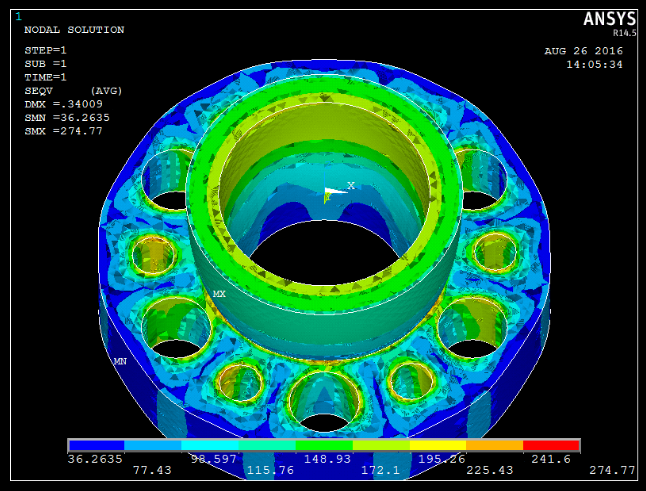 1
ANSYS
R14.5
NODAL SOLUTION
STEP=1
SUB =1
TIME=1
SEQV (AVG)
DMX =.34009
SMN =36.2635
SMX =274.77
AUG 26 2016
14:05:34
X
MX
MN
36.2635 98.597 148.93 195.26 241.6
77.43 115.76 172.1 225.43 274.77